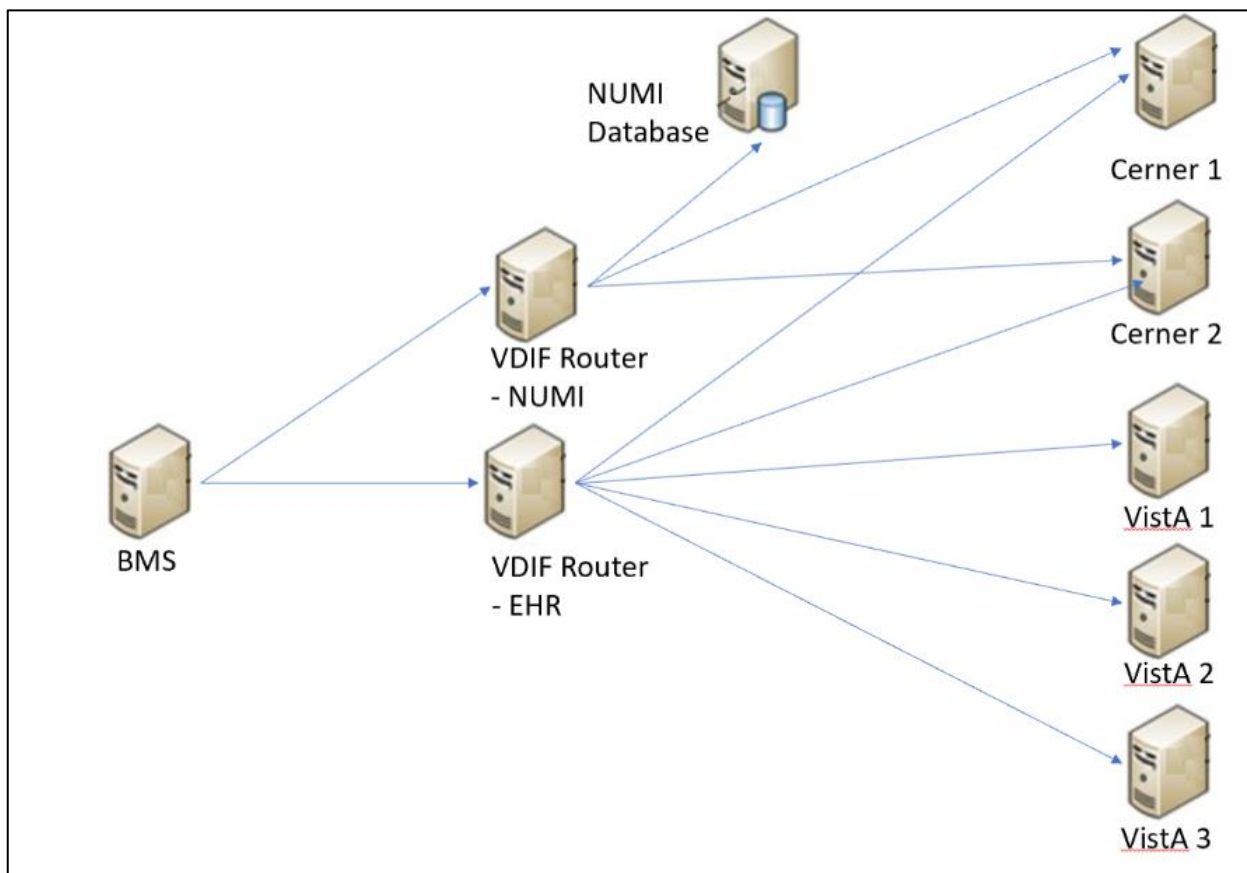 NUMI
Database
Cerner 1
VDIF Router
- NUMI
Cerner 2
BMS
VDIF Router
- EHR
VistA 1
VistA 2
VistA 3